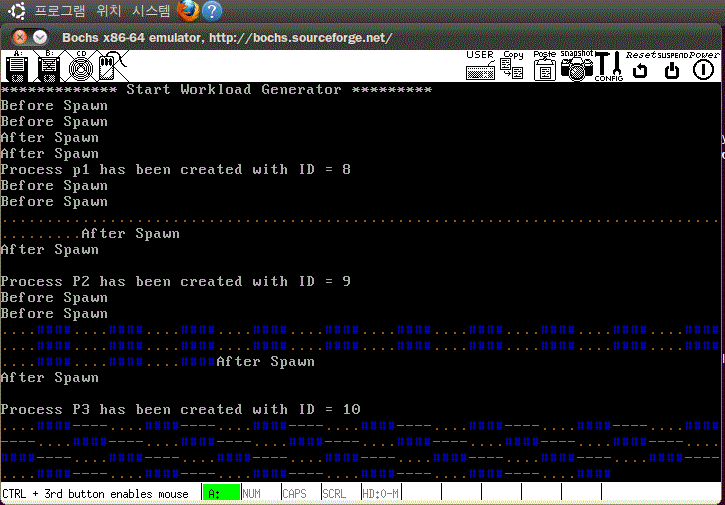 프로그램 위치 시스템
Bochs x86-64 emulator, http://bochs.sourceforge.net/
A: B: CD USER Copy Paste snapshot CONFIG Reset SUSPEND Power
************* Start Workload Generator *********
Before Spawn
Before Spawn
After Spawn
After Spawn
Process p1 has been created with ID = 8
Before Spawn
Before Spawn
................................................................................
.........After Spawn
After Spawn
Process P2 has been created with ID = 9
Before Spawn
Before Spawn
....####....####....####....####....####....####....####....####....####....####
....####....####....####....####....####....####....####....####....####....####
....####....####....####After Spawn
After Spawn
Process P3 has been created with ID = 10
....####----....####----....####----....####----....####----....####----....####
----....####----....####----....####----....####----....####----....####----....
####----....####----....####----....####----....####----....####----....####----
....####----....####----....####----....####----....####----....####
CTRL + 3rd button enables mouse A: NUM CAPS SCRL HD:0-M